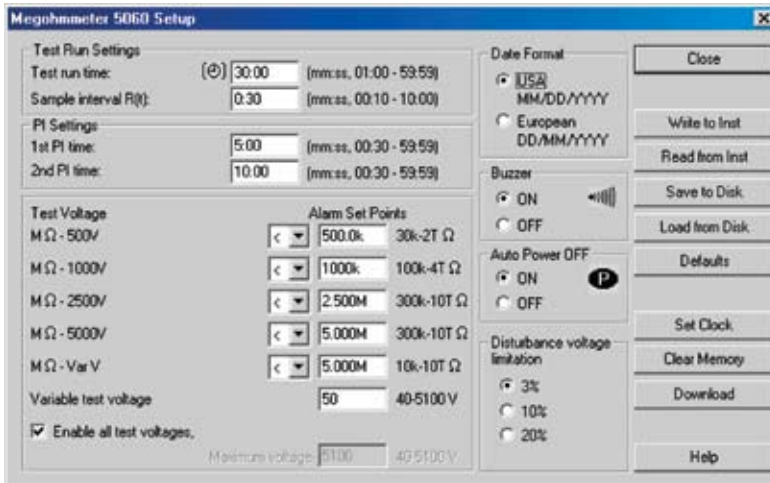 Megohmmeter 5060 Setup
Test Run Settings
Test run time: 30:00 (mm:ss, 01:00 - 59:59)
Sample interval R(t): 0:30 (mm:ss, 00:10 - 10:00)
PI Settings
1st PI time: 5:00 (mm:ss, 00:30 - 59:59)
2nd PI time: 10:00 (mm:ss, 00:30 - 59:59)
Test Voltage Alarm Set Points
MΩ - 500V < 500.0k 30k-2T Ω
MΩ - 1000V < 1000k 100k-4T Ω
MΩ - 2500V < 2.500M 300k-10T Ω
MΩ - 5000V < 5.000M 300k-10T Ω
MΩ - Var V < 5.000M 10k-10T Ω
Variable test voltage 50 40-5100 V
Enable all test voltages,
Maximum voltage 5100 40-5100 V
Date Format
USA
MM/DD/YYYY
European
DD/MM/YYYY
Buzzer
ON
OFF
Auto Power OFF
ON P
OFF
Disturbance voltage
limitation
3%
10%
20%
Close
Write to Inst
Read from Inst
Save to Disk
Load from Disk
Defaults
Set Clock
Clear Memory
Download
Help